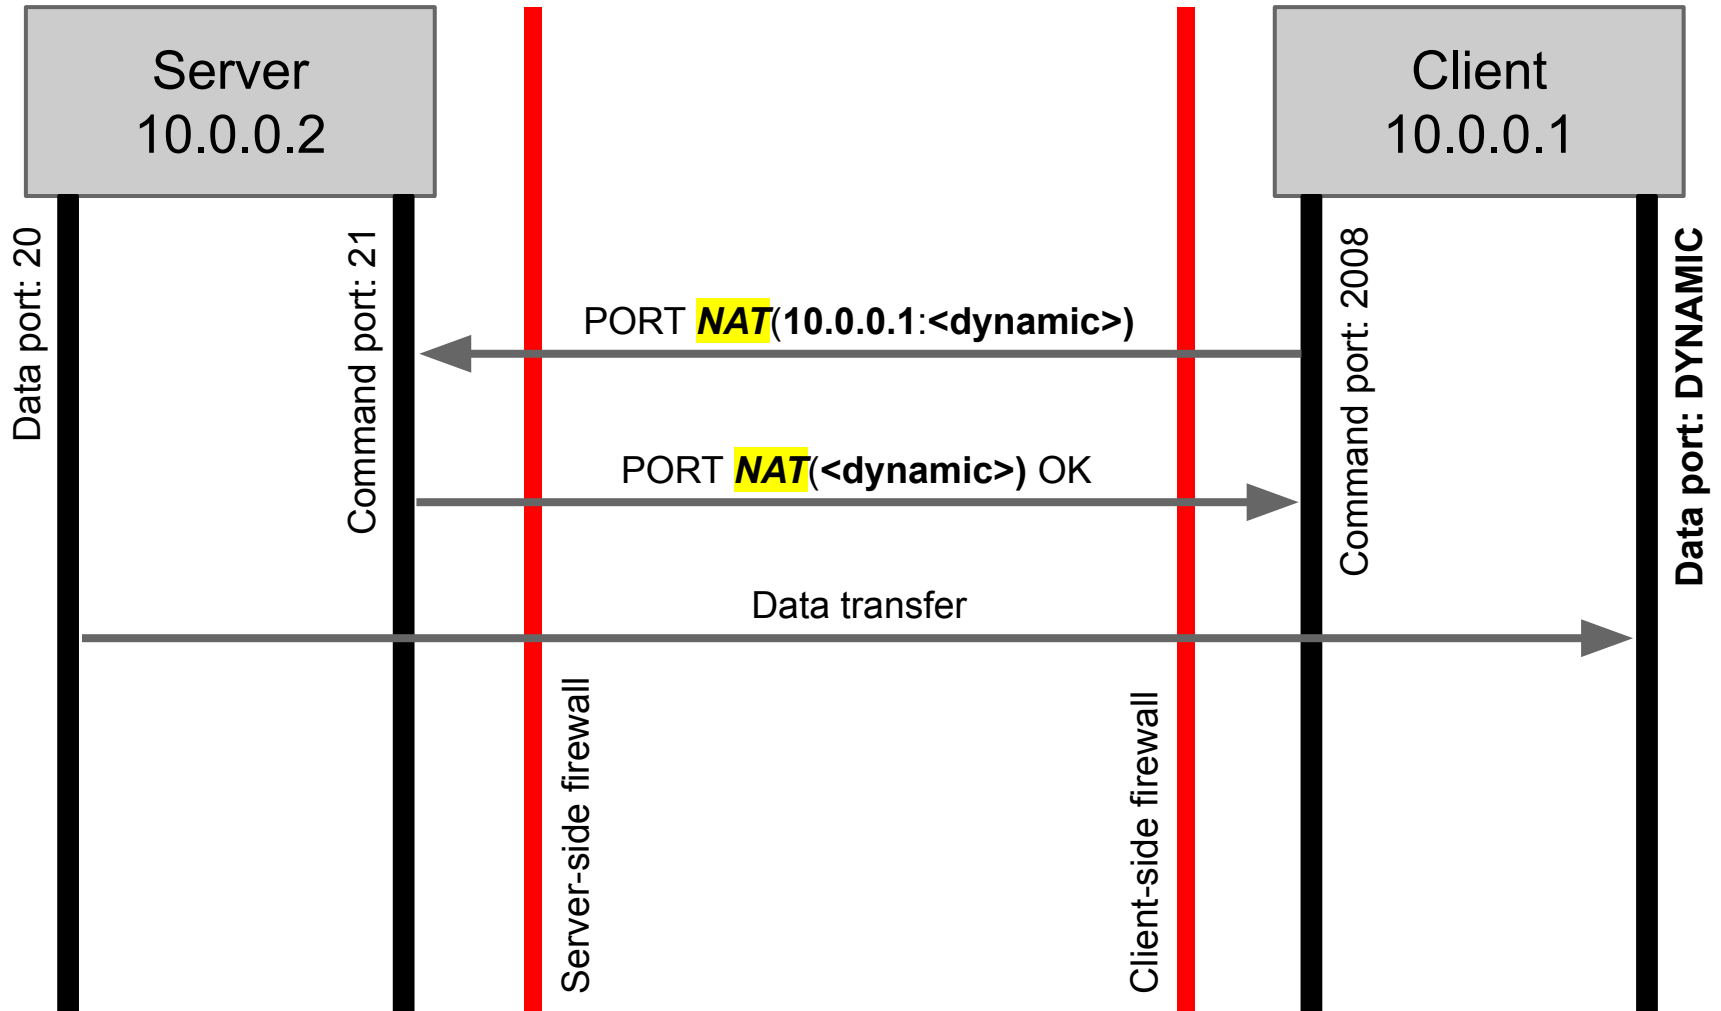 Server
10.0.0.2
Client
10.0.0.1
Data port: 20
Command port: 21
Command port: 2008
Data port: DYNAMIC
PORT NAT(10.0.0.1:<dynamic>)
PORT NAT(<dynamic>) OK
Data transfer
Server-side firewall
Client-side firewall